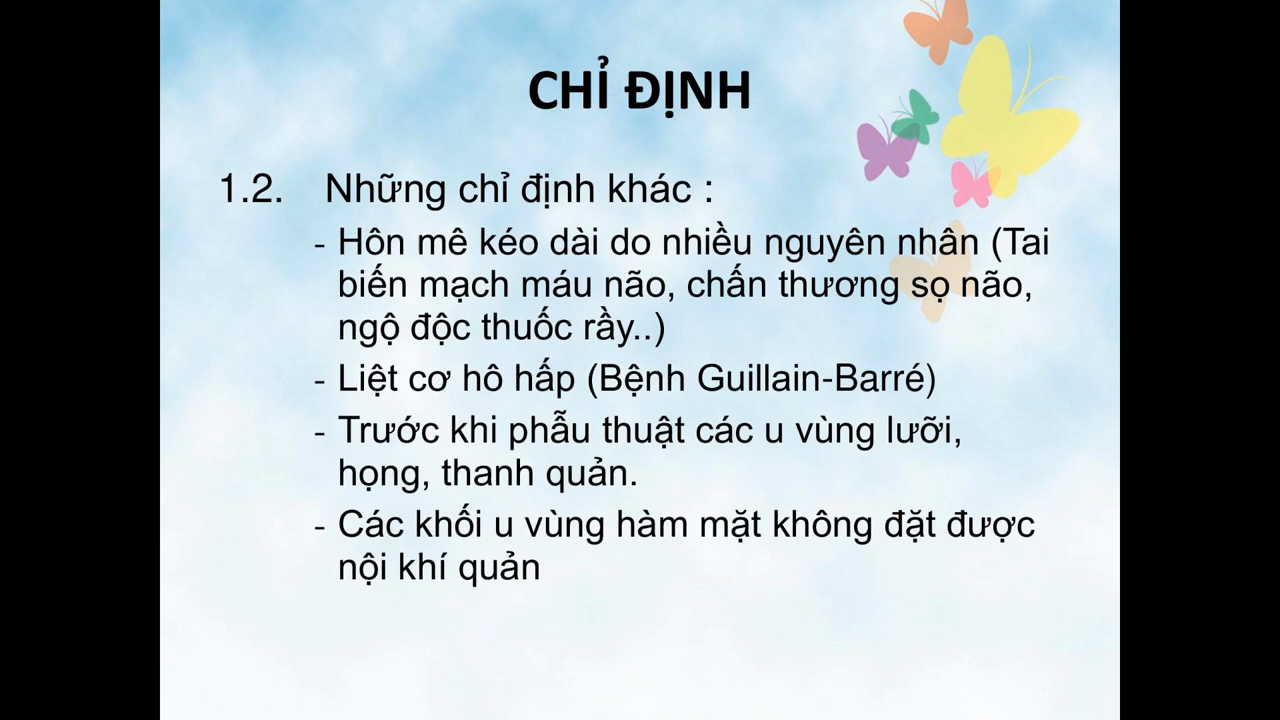 CHỈ ĐỊNH
1.2. Những chỉ định khác :
- Hôn mê kéo dài do nhiều nguyên nhân (Tai
biến mạch máu não, chấn thương sọ não,
ngộ độc thuốc rầy..)
- Liệt cơ hô hấp (Bệnh Guillain-Barré)
- Trước khi phẫu thuật các u vùng lưỡi,
họng, thanh quản.
- Các khối u vùng hàm mặt không đặt được
nội khí quản